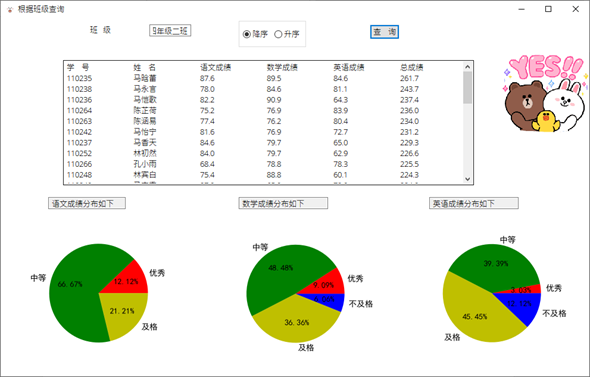 根据班级查询
班 级
年级二班
降序
升序
查 询
YES!!
学 号 姓 名 语文成绩 数学成绩 英语成绩 总成绩
110235 马晗蕾 87.6 89.5 84.6 261.7
110238 马永言 78.0 84.6 81.1 243.7
110236 马恺歌 82.2 90.9 64.3 237.4
110264 陈芷荷 75.2 76.9 83.9 236.0
110263 陈涵易 77.4 76.2 80.4 234.0
110242 马怡宁 81.6 76.9 72.7 231.2
110237 马香天 84.6 79.7 65.0 229.3
110252 林初然 84.0 79.7 62.9 226.6
110266 孔小雨 68.4 78.8 78.3 225.5
110248 林宾白 75.4 88.8 60.1 224.3
语文成绩分布如下
数学成绩分布如下
英语成绩分布如下
中等
66.67%
优秀
12.12%
21.21%
及格
中等
48.48%
优秀
9.09%
不及格
36.36%
及格
中等
39.39%
优秀
3.03%
12.12%
不及格
45.45%
及格